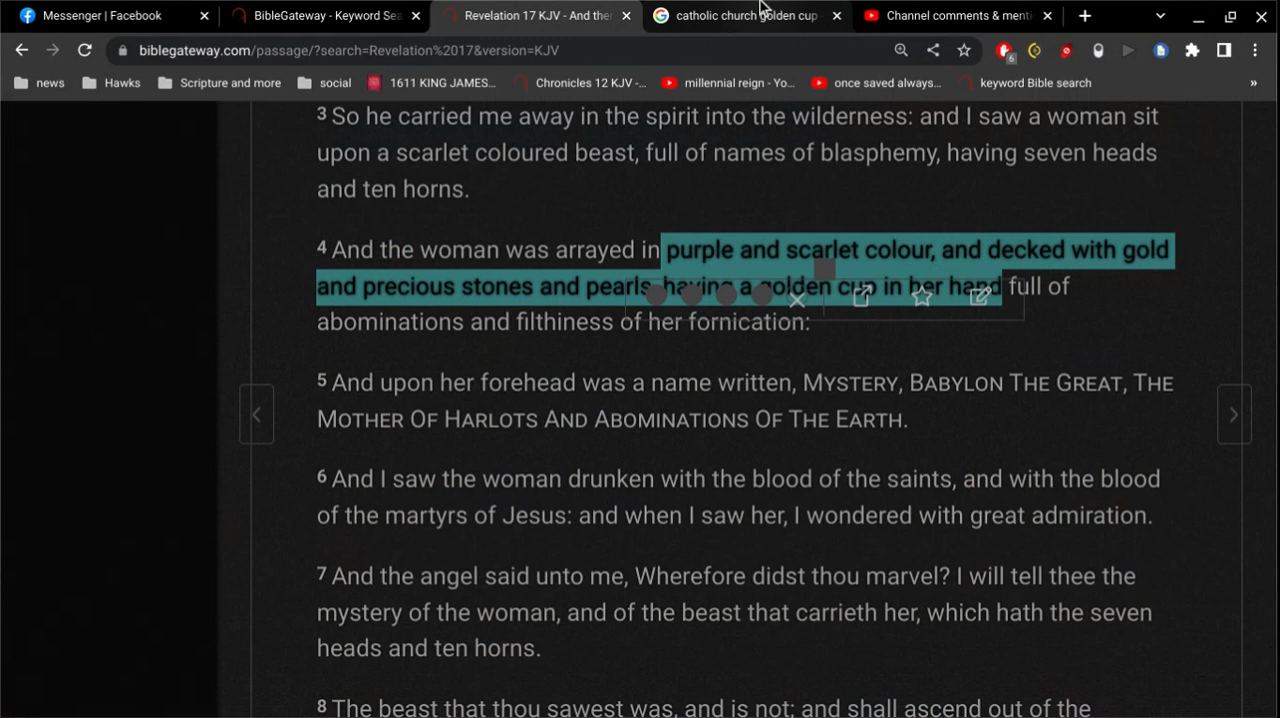 Messenger | Facebook
BibleGateway - Keyword Sea
Revelation 17 KJV - And the
catholic church golden cup
Channel comments & menti
biblegateway.com/passage/?search=Revelation%2017&version=KJV
6
news
Hawks
Scripture and more
social
1611 KING JAMES...
Chronicles 12 KJV -...
millennial reign - Yo...
once saved always...
keyword Bible search
»
3 So he carried me away in the spirit into the wilderness: and I saw a woman sit
upon a scarlet coloured beast, full of names of blasphemy, having seven heads
and ten horns.
4 And the woman was arrayed in purple and scarlet colour, and decked with gold
and precious stones and pearls, having a golden cup in her hand full of
abominations and filthiness of her fornication:
5 And upon her forehead was a name written, MYSTERY, BABYLON THE GREAT, THE
MOTHER OF HARLOTS AND ABOMINATIONS OF THE EARTH.
6 And I saw the woman drunken with the blood of the saints, and with the blood
of the martyrs of Jesus: and when I saw her, I wondered with great admiration.
7 And the angel said unto me, Wherefore didst thou marvel? I will tell thee the
mystery of the woman, and of the beast that carrieth her, which hath the seven
heads and ten horns.
8 The beast that thou sawest was, and is not; and shall ascend out of the